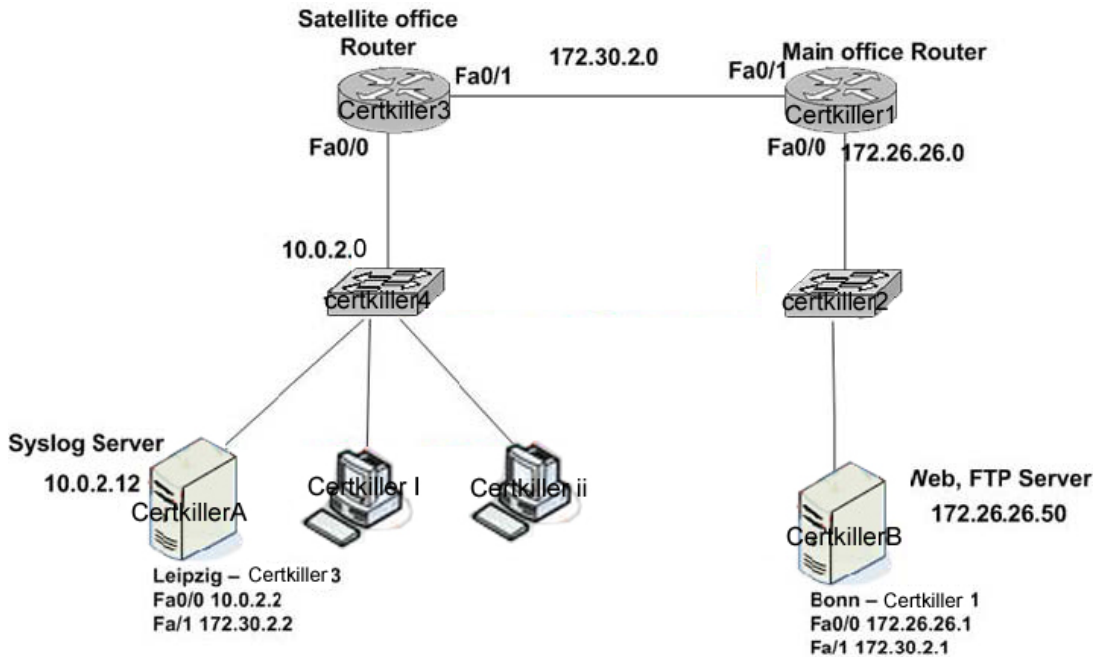 Satellite office
Router
172.30.2.0
Main office Router
Fa0/1
Fa0/1
Certkiller3
Certkiller1
Fa0/0
Fa0/0
172.26.26.0
10.0.2.0
certkiller4
certkiller2
Syslog Server
10.0.2.12
CertkillerA
Certkiller I
Certkiller ii
Web, FTP Server
172.26.26.50
CertkillerB
Leipzig – Certkiller 3
Fa0/0 10.0.2.2
Fa/1 172.30.2.2
Bonn – Certkiller 1
Fa0/0 172.26.26.1
Fa/1 172.30.2.1